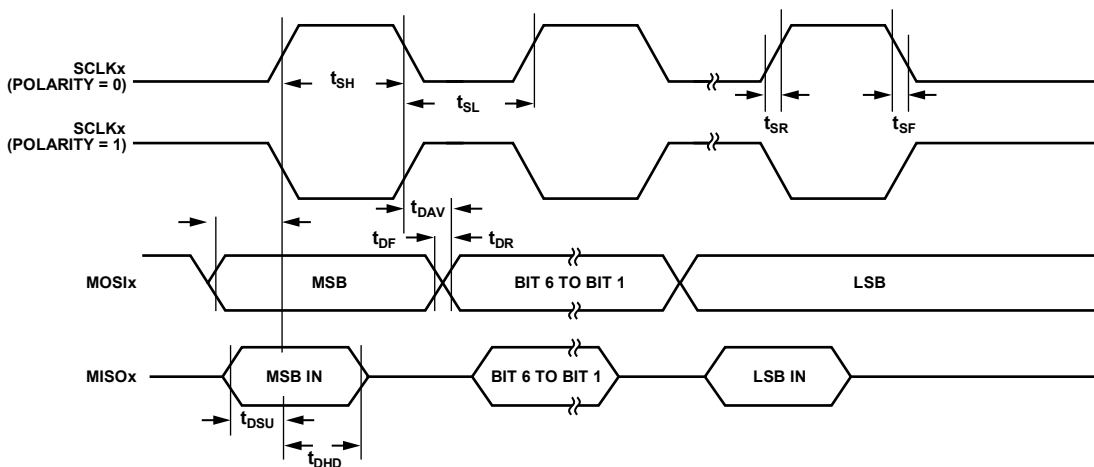 SCLKx
(POLARITY = 0)
tSH
tSL
tSR
tSF
SCLKx
(POLARITY = 1)
tDAV
tDF
tDR
MOSIx
MSB
BIT 6 TO BIT 1
LSB
MISOx
MSB IN
BIT 6 TO BIT 1
LSB IN
tDSU
tDHD